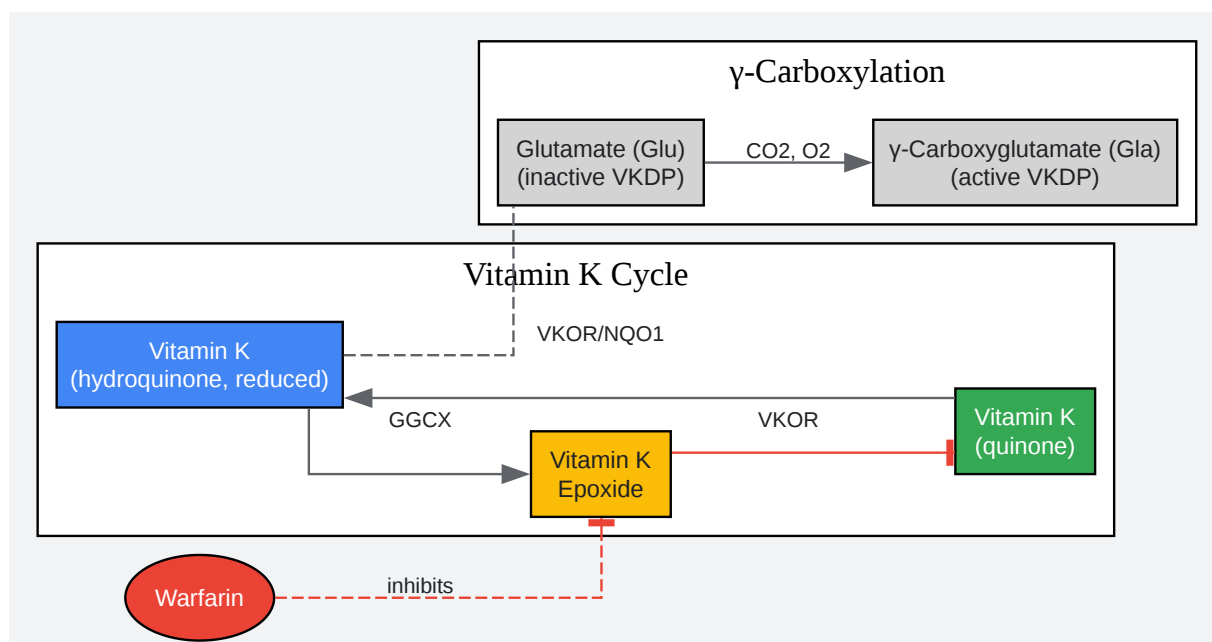 γ-Carboxylation
Glutamate (Glu)
(inactive VKDP)
CO2, O2
γ-Carboxyglutamate (Gla)
(active VKDP)
Vitamin K Cycle
VKOR/NQO1
Vitamin K
(hydroquinone, reduced)
GGCX
VKOR
Vitamin K
(quinone)
Vitamin K
Epoxide
Warfarin
inhibits